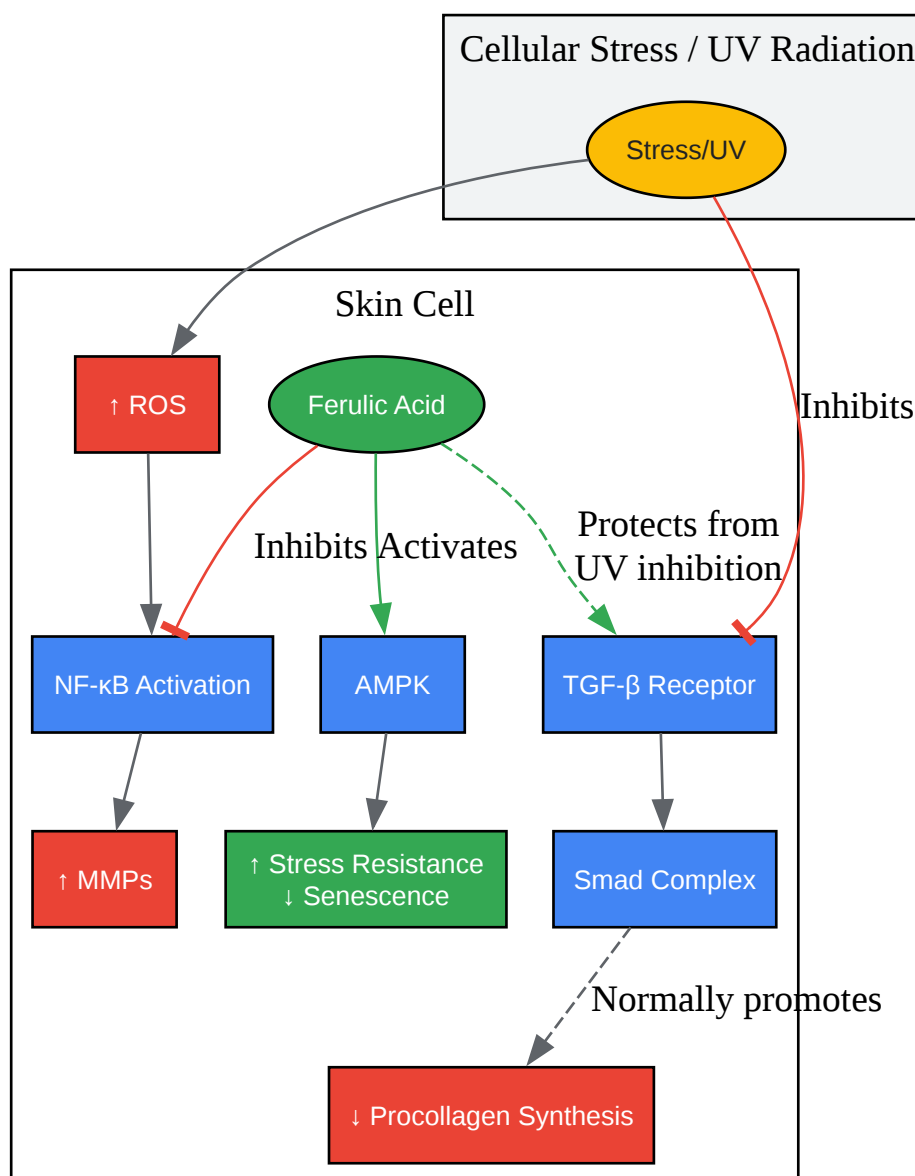 Cellular Stress / UV Radiation
Stress/UV
Skin Cell
↑ ROS
Ferulic Acid
Inhibits
Inhibits
Activates
Protects from
UV inhibition
NF-κB Activation
AMPK
TGF-β Receptor
↑ MMPs
↑ Stress Resistance
↓ Senescence
Smad Complex
Normally promotes
↓ Procollagen Synthesis